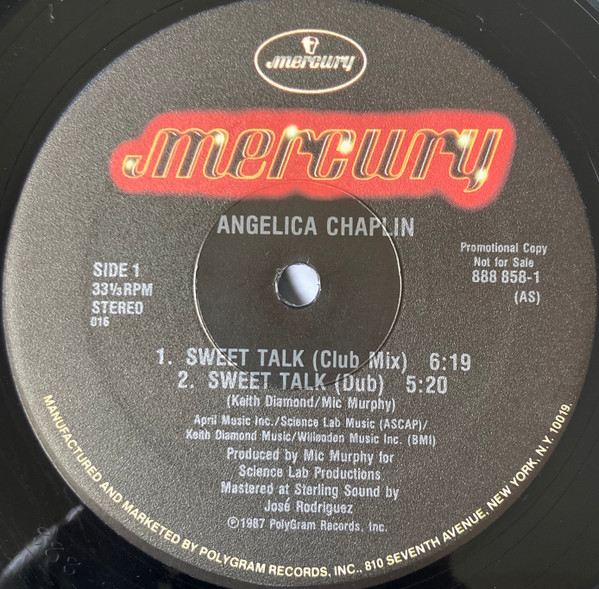 mercury
mercury
ANGELICA CHAPLIN
Promotional Copy
Not for Sale
888 858-1
(AS)
SIDE 1
33⅓ RPM
STEREO
016
1. SWEET TALK (Club Mix) 6:19
2. SWEET TALK (Dub) 5:20
(Keith Diamond/Mic Murphy)
April Music Inc./Science Lab Music (ASCAP)/
Keith Diamond Music/Willesden Music Inc. (BMI)
Produced by Mic Murphy for
Science Lab Productions
Mastered at Sterling Sound by
José Rodriguez
℗©1987 PolyGram Records, Inc.
MANUFACTURED AND MARKETED BY POLYGRAM RECORDS, INC., 810 SEVENTH AVENUE, NEW YORK, N.Y. 10019.